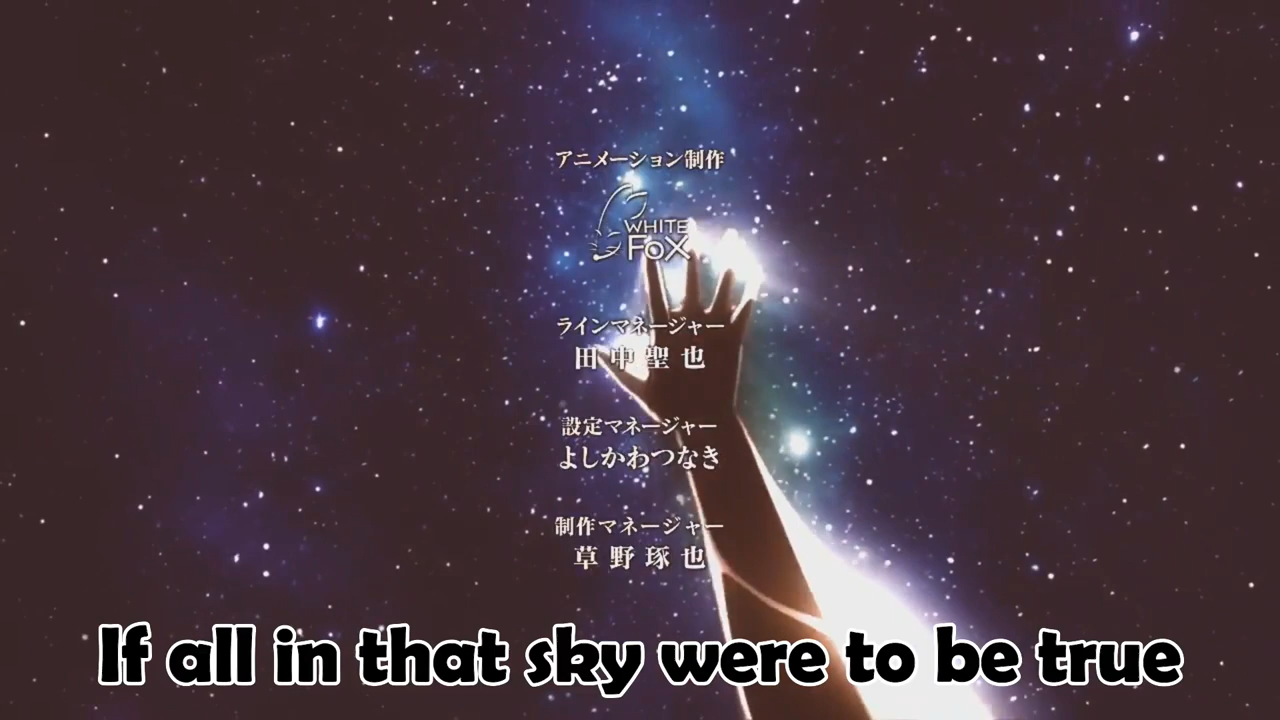 アニメーション制作
WHITE
FOX
ラインマネージャー
田中聖也
設定マネージャー
よしかわつなき
制作マネージャー
草野琢也
If all in that sky were to be true